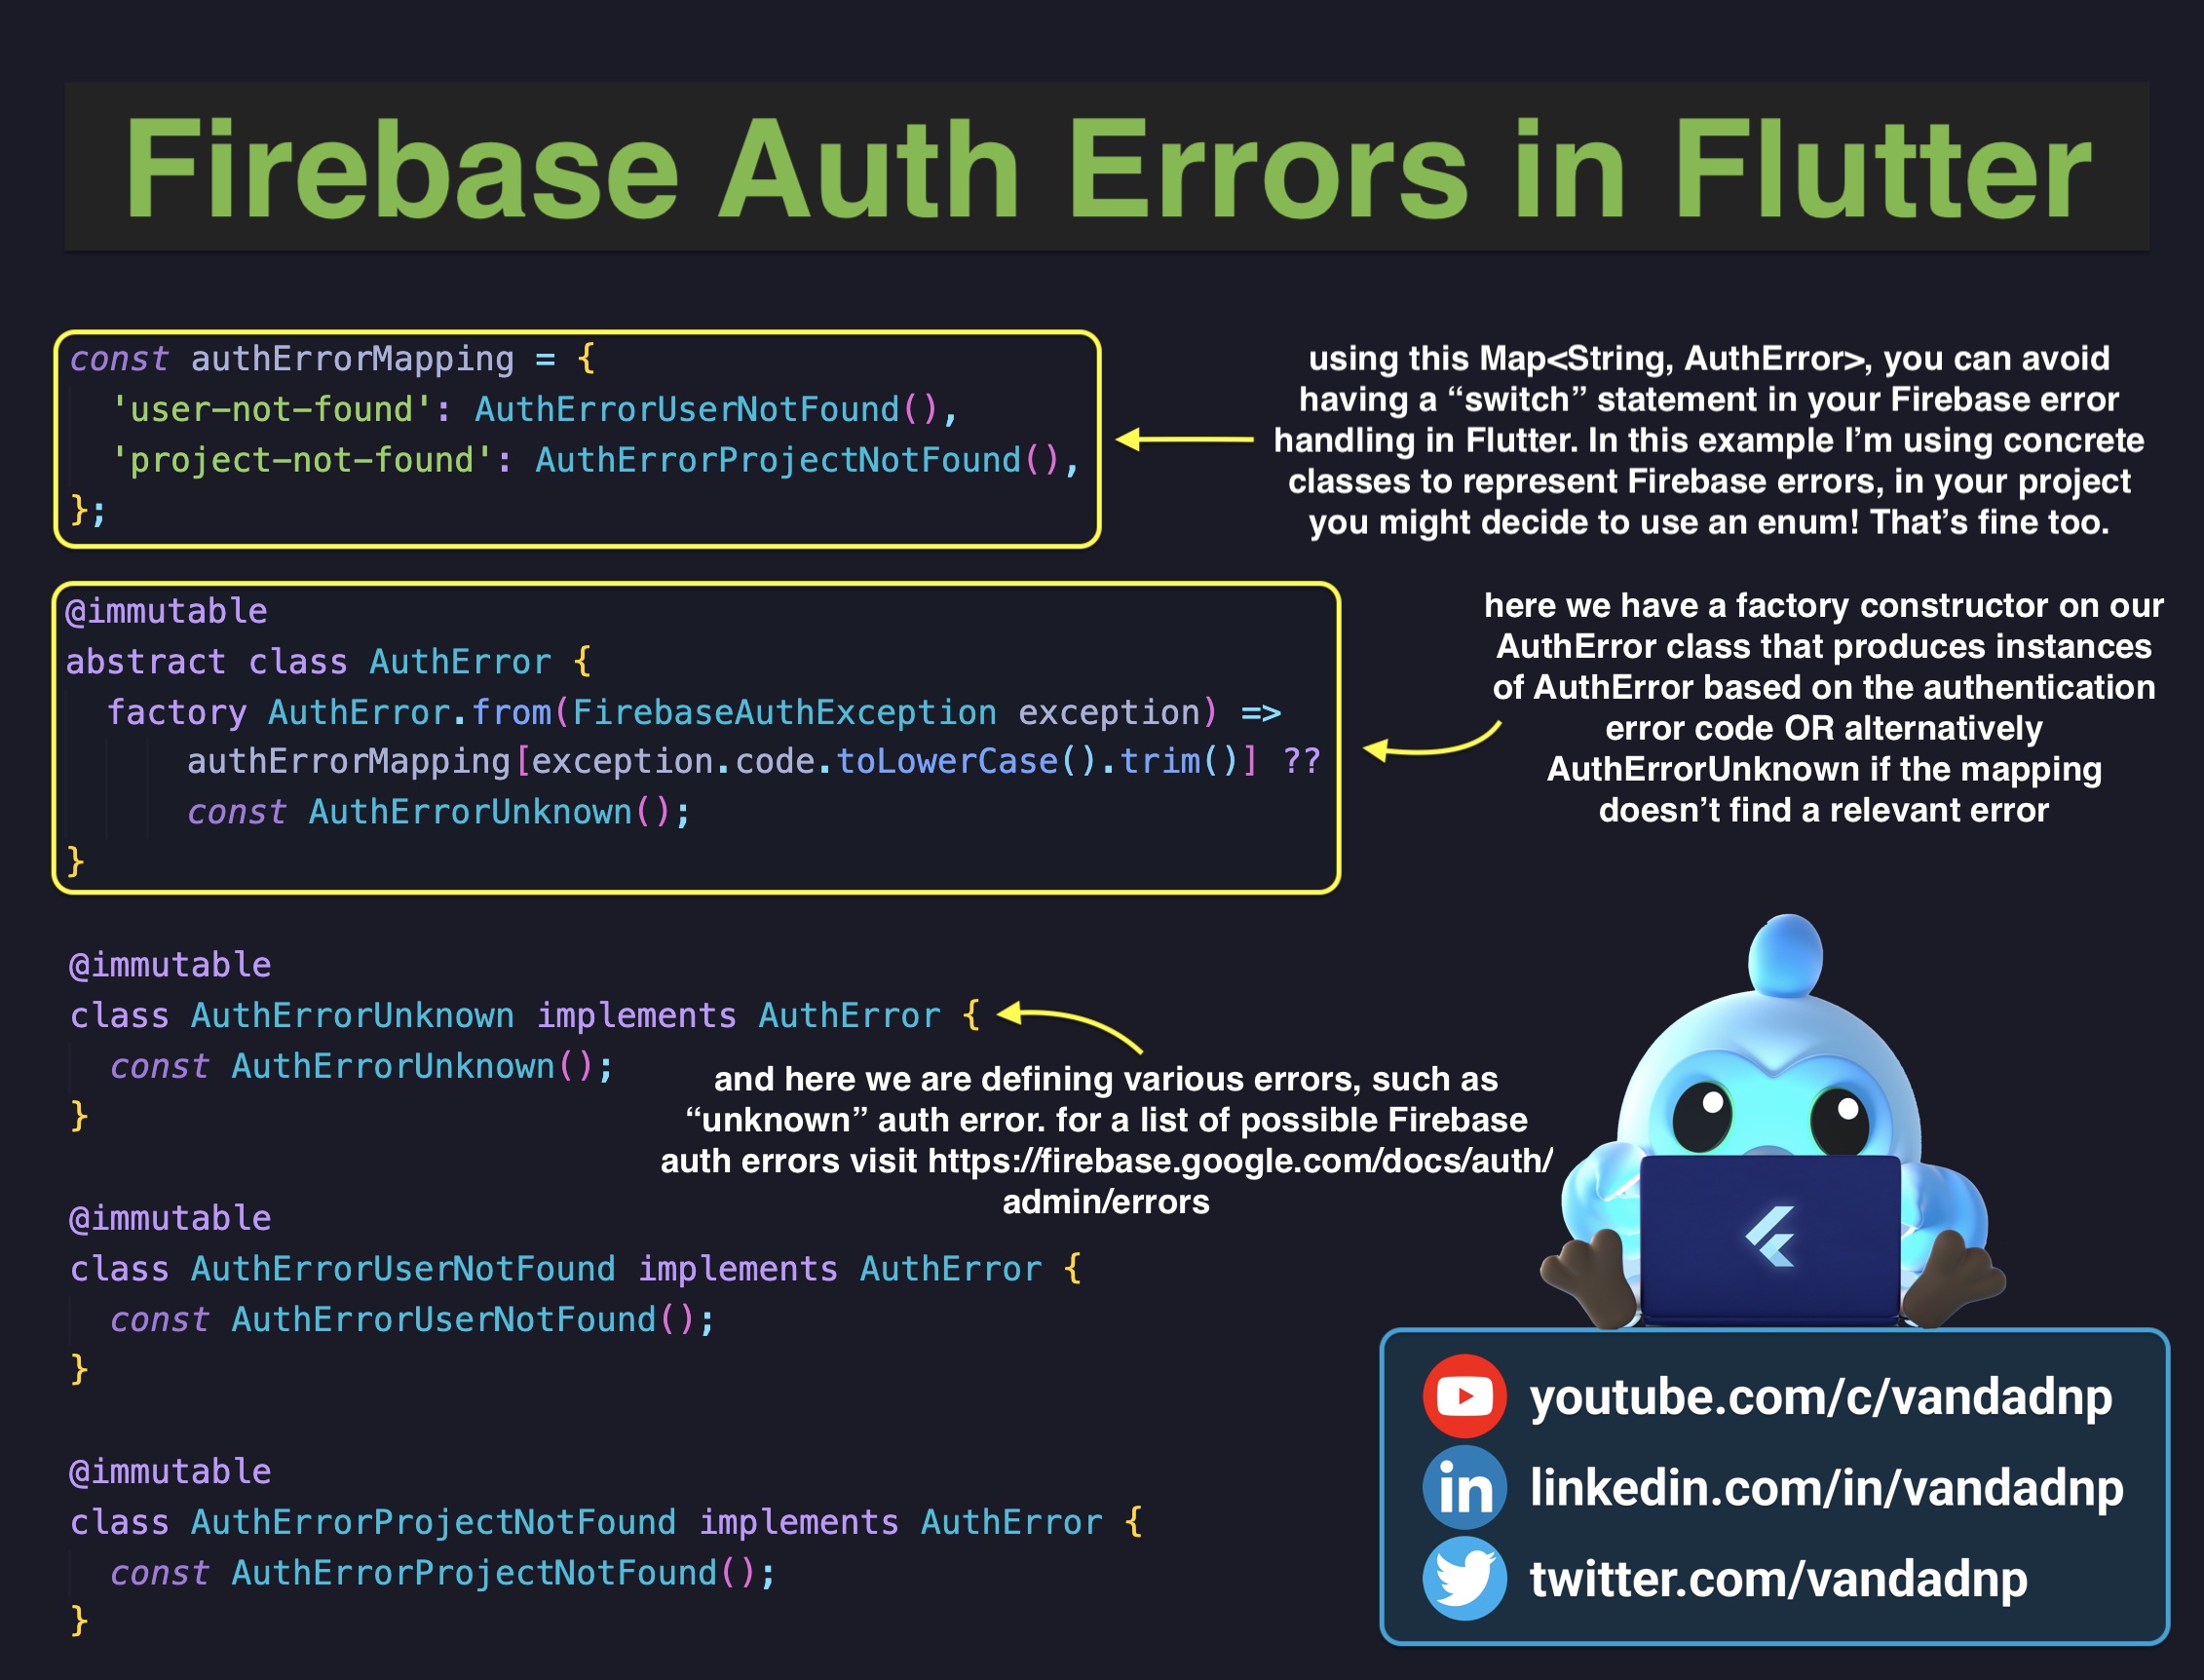 Firebase Auth Errors in Flutter
const authErrorMapping = {
  'user-not-found': AuthErrorUserNotFound(),
  'project-not-found': AuthErrorProjectNotFound(),
};
using this Map<String, AuthError>, you can avoid
having a “switch” statement in your Firebase error
handling in Flutter. In this example I’m using concrete
classes to represent Firebase errors, in your project
you might decide to use an enum! That’s fine too.
@immutable
abstract class AuthError {
  factory AuthError.from(FirebaseAuthException exception) =>
      authErrorMapping[exception.code.toLowerCase().trim()] ??
      const AuthErrorUnknown();
}
here we have a factory constructor on our
AuthError class that produces instances
of AuthError based on the authentication
error code OR alternatively
AuthErrorUnknown if the mapping
doesn’t find a relevant error
@immutable
class AuthErrorUnknown implements AuthError {
  const AuthErrorUnknown();
}
and here we are defining various errors, such as
“unknown” auth error. for a list of possible Firebase
auth errors visit https://firebase.google.com/docs/auth/
admin/errors
@immutable
class AuthErrorUserNotFound implements AuthError {
  const AuthErrorUserNotFound();
}
@immutable
class AuthErrorProjectNotFound implements AuthError {
  const AuthErrorProjectNotFound();
}
youtube.com/c/vandadnp
in linkedin.com/in/vandadnp
twitter.com/vandadnp